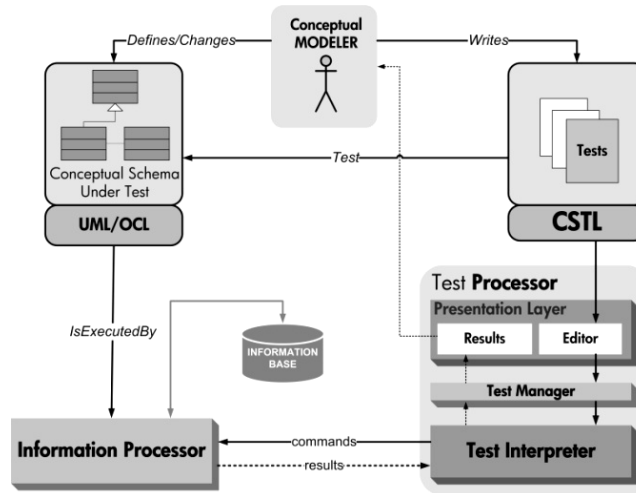 Conceptual
MODELER
Defines/Changes
Writes
Conceptual Schema
Under Test
UML/OCL
Test
Tests
CSTL
IsExecutedBy
INFORMATION
BASE
Test Processor
Presentation Layer
Results
Editor
Test Manager
Test Interpreter
Information Processor
commands
results